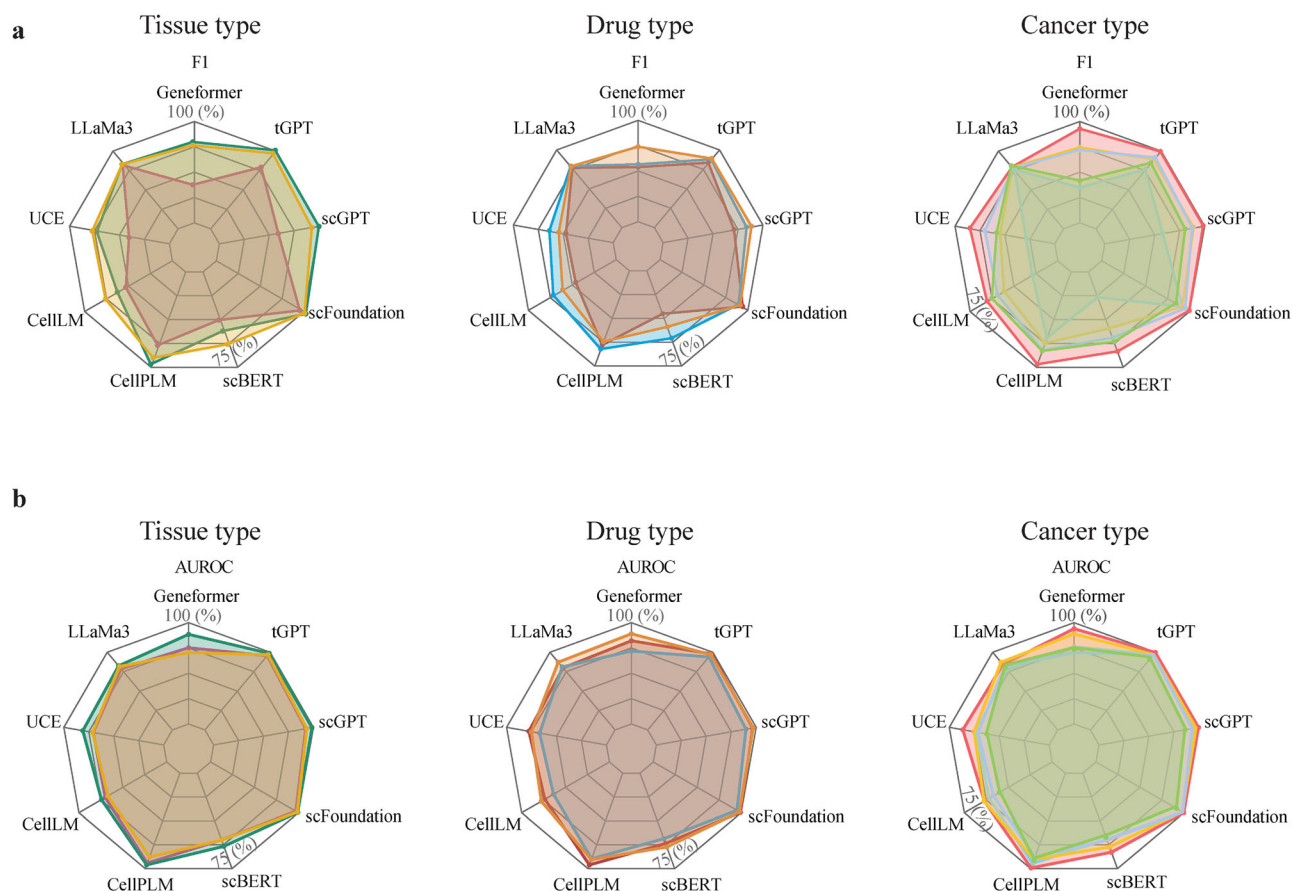 a
Tissue type
F1
Geneformer
100 (%)
tGPT
scGPT
scFoundation
scBERT
75 (%)
CellPLM
CellLM
UCE
LLaMa3
Drug type
F1
Geneformer
100 (%)
tGPT
scGPT
scFoundation
scBERT
75 (%)
CellPLM
CellLM
UCE
LLaMa3
Cancer type
F1
Geneformer
100 (%)
tGPT
scGPT
scFoundation
scBERT
CellPLM
CellLM
75 (%)
UCE
LLaMa3
b
Tissue type
AUROC
Geneformer
100 (%)
tGPT
scGPT
scFoundation
scBERT
75 (%)
CellPLM
CellLM
UCE
LLaMa3
Drug type
AUROC
Geneformer
100 (%)
tGPT
scGPT
scFoundation
scBERT
75 (%)
CellPLM
CellLM
UCE
LLaMa3
Cancer type
AUROC
Geneformer
100 (%)
tGPT
scGPT
scFoundation
scBERT
CellPLM
CellLM
75 (%)
UCE
LLaMa3